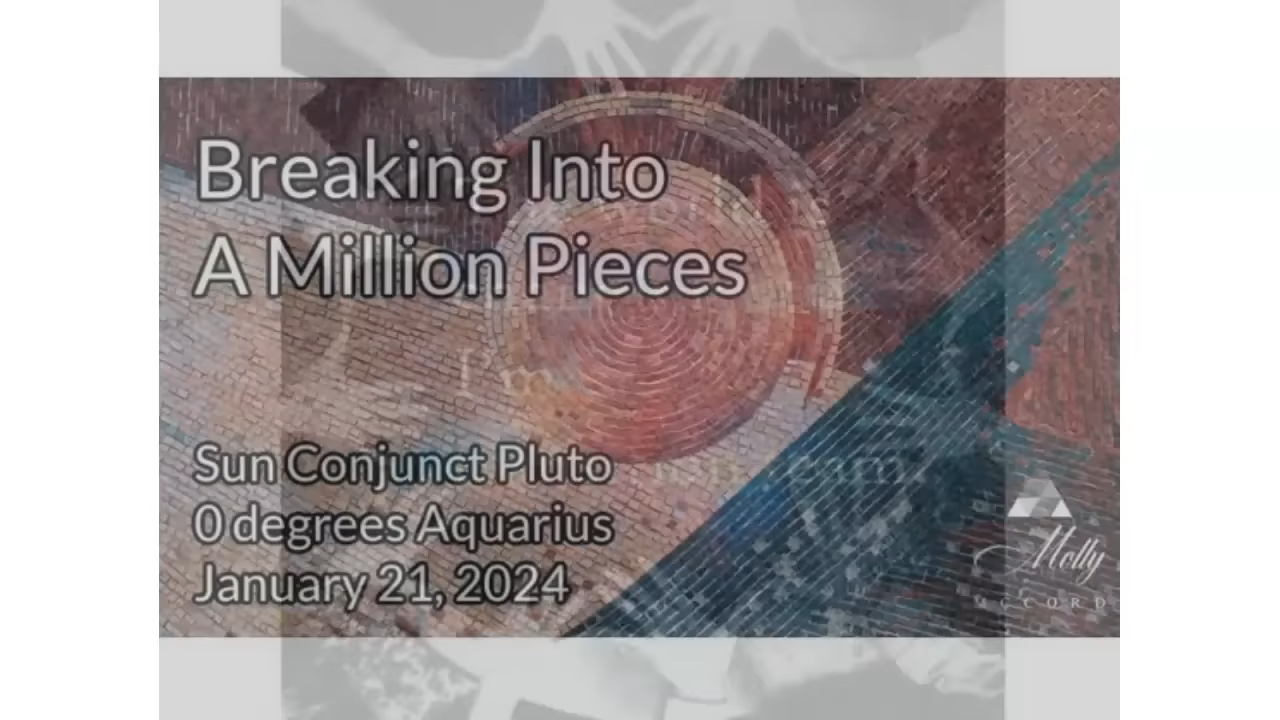 Breaking Into
A Million Pieces
I'm
Sun Conjunct Pluto
0 degrees Aquarius
January 21, 2024
Molly
MCCORD